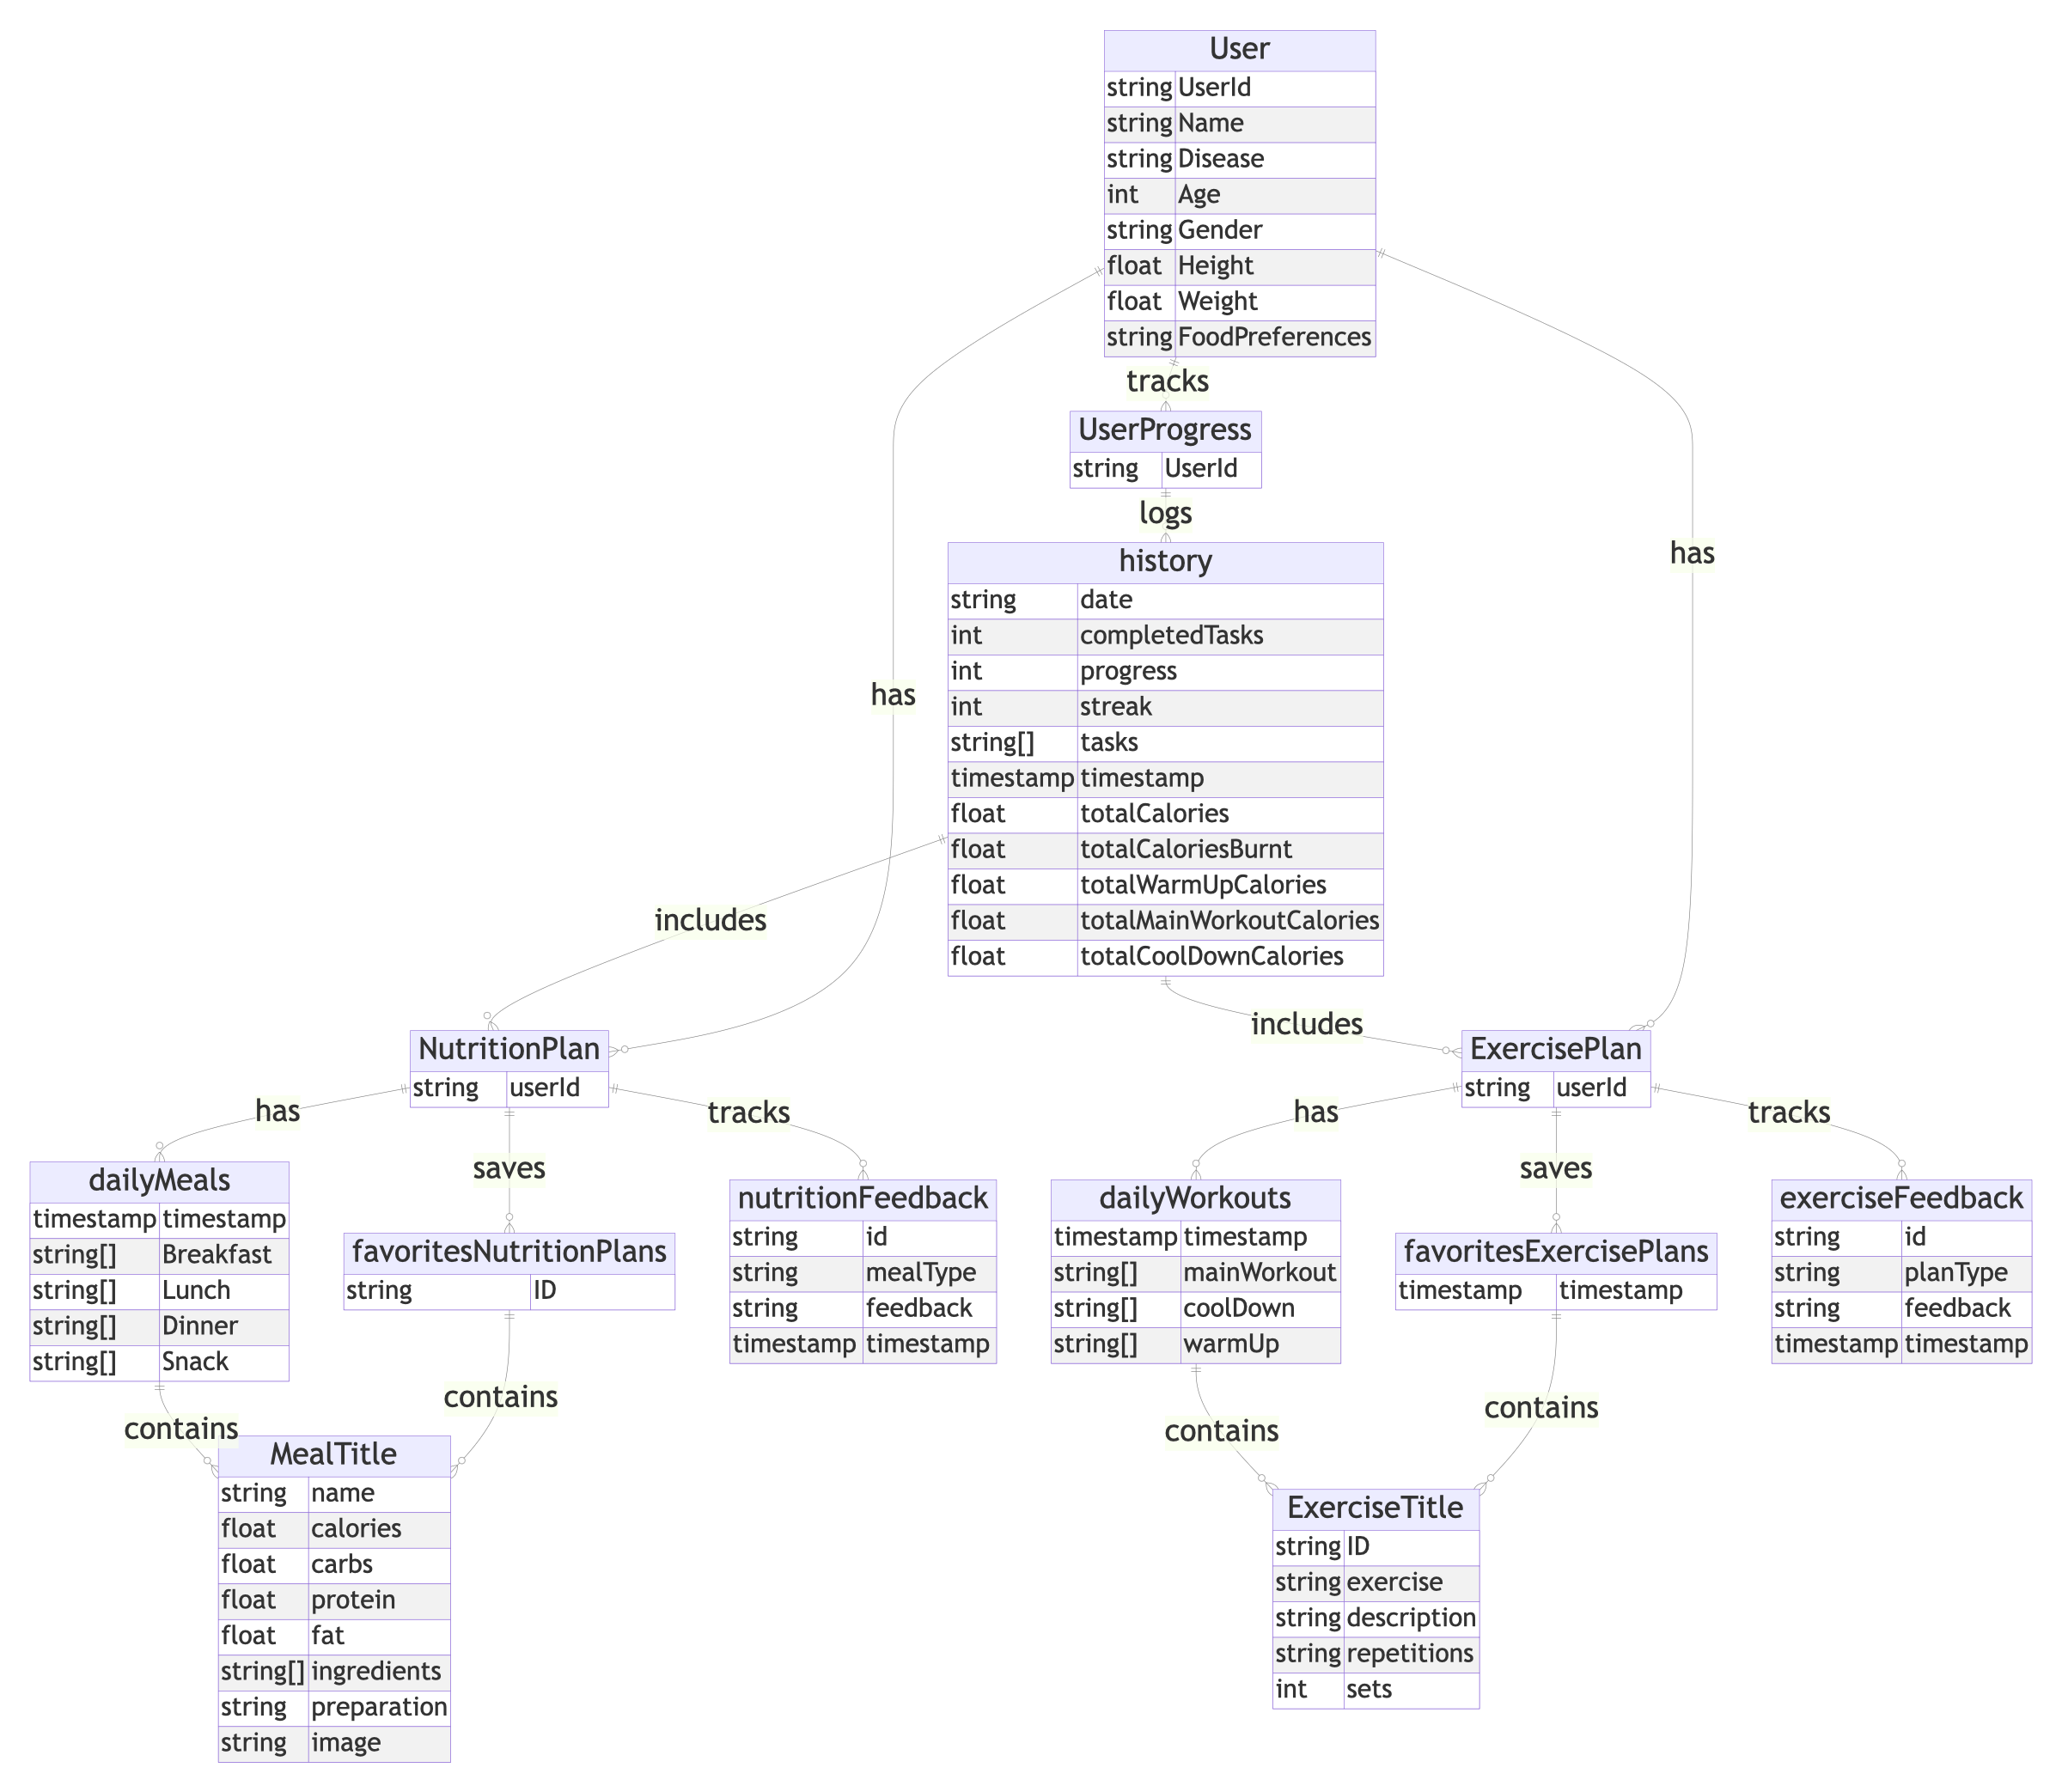 User
string UserId
string Name
string Disease
int Age
string Gender
float Height
float Weight
string FoodPreferences
tracks
UserProgress
string UserId
logs
has
history
string date
int completedTasks
int progress
int streak
string[] tasks
timestamp timestamp
float totalCalories
float totalCaloriesBurnt
float totalWarmUpCalories
float totalMainWorkoutCalories
float totalCoolDownCalories
has
includes
includes
NutritionPlan
string userId
ExercisePlan
string userId
has
saves
tracks
has
saves
tracks
dailyMeals
timestamp timestamp
string[] Breakfast
string[] Lunch
string[] Dinner
string[] Snack
favoritesNutritionPlans
string ID
nutritionFeedback
string id
string mealType
string feedback
timestamp timestamp
dailyWorkouts
timestamp timestamp
string[] mainWorkout
string[] coolDown
string[] warmUp
favoritesExercisePlans
timestamp timestamp
exerciseFeedback
string id
string planType
string feedback
timestamp timestamp
contains
contains
contains
contains
MealTitle
string name
float calories
float carbs
float protein
float fat
string[] ingredients
string preparation
string image
ExerciseTitle
string ID
string exercise
string description
string repetitions
int sets